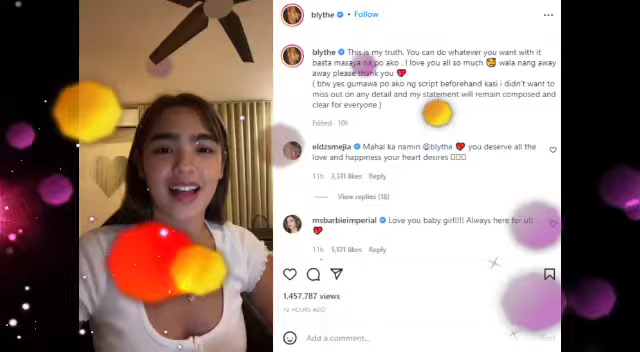 blythe • Follow
blythe This is my truth. You can do whatever you want with it
basta masaya na po ako . I love you all so much 🥰 wala nang away
away please thank you 💖
( btw yes gumawa po ako ng script beforehand kasi i didn't want to
miss out on any detail and my statement will remain composed and
clear for everyone )
Edited · 10h
eidzsmejia Mahal ka namin @blythe 💖 you deserve all the
love and happiness your heart desires
11h 3,311 likes Reply
View replies (18)
msbarbieimperial Love you baby girl!!!! Always here for u!!
💖
11h Reply
1,457,787 views
12 HOURS AGO
Add a comment...
Post